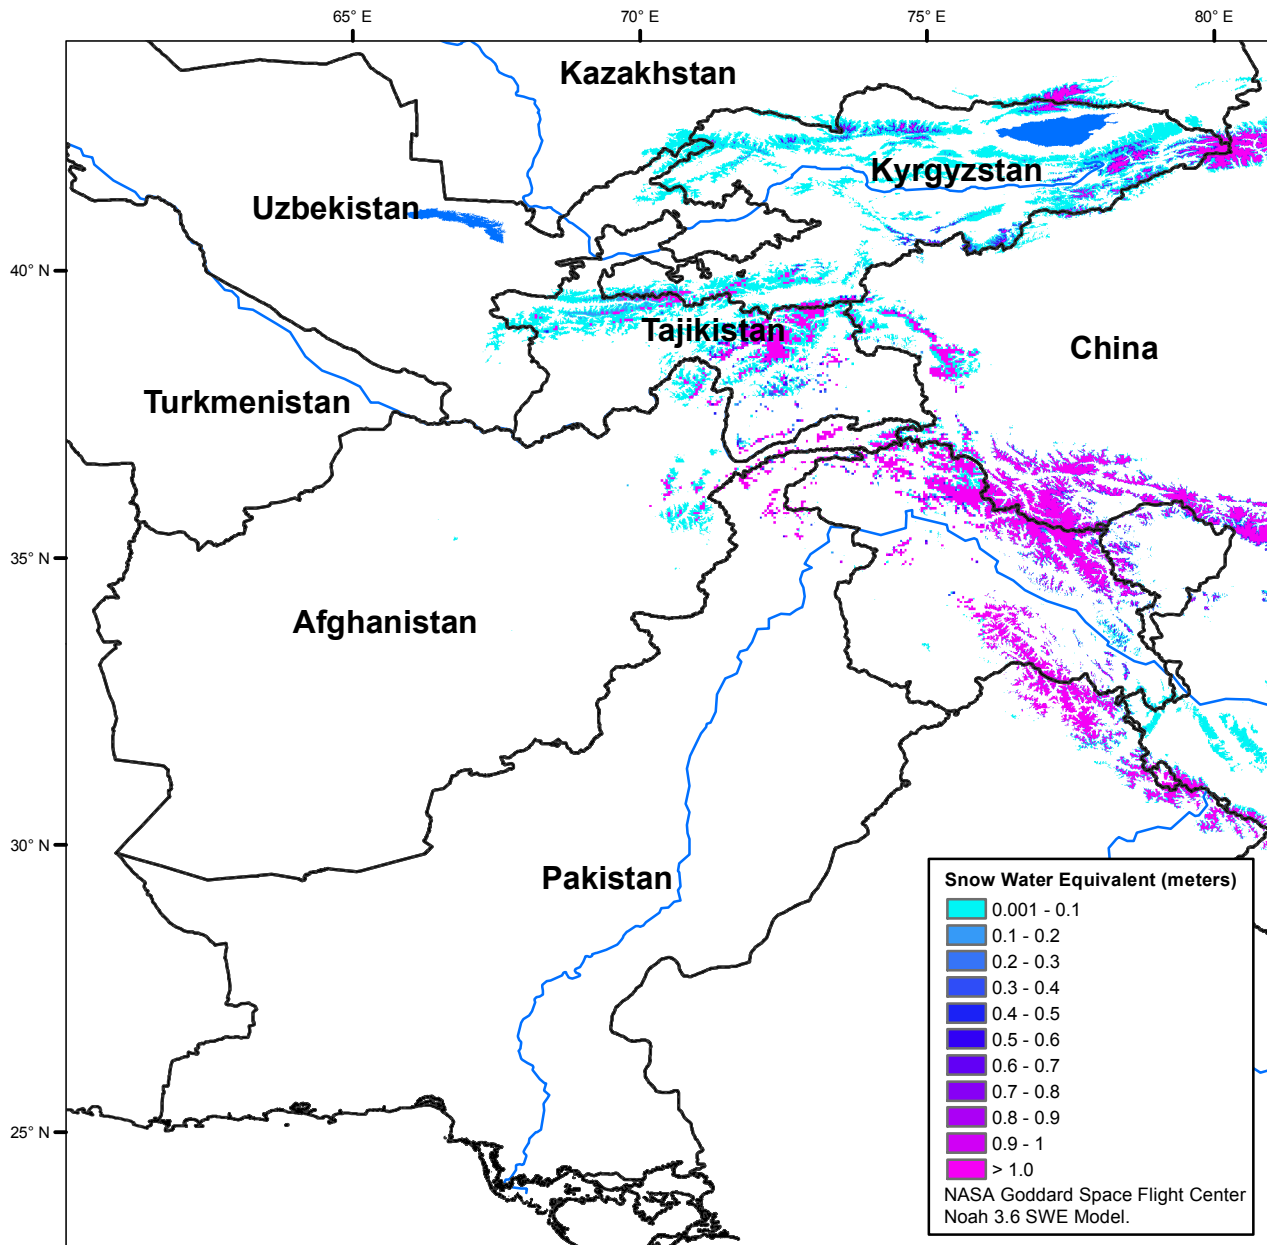 65° E
70° E
75° E
80° E
Kazakhstan
Kyrgyzstan
Uzbekistan
40° N
Tajikistan
China
Turkmenistan
35° N
Afghanistan
30° N
Pakistan
25° N
Snow Water Equivalent (meters)
0.001 - 0.1
0.1 - 0.2
0.2 - 0.3
0.3 - 0.4
0.4 - 0.5
0.5 - 0.6
0.6 - 0.7
0.7 - 0.8
0.8 - 0.9
0.9 - 1
> 1.0
NASA Goddard Space Flight Center
Noah 3.6 SWE Model.